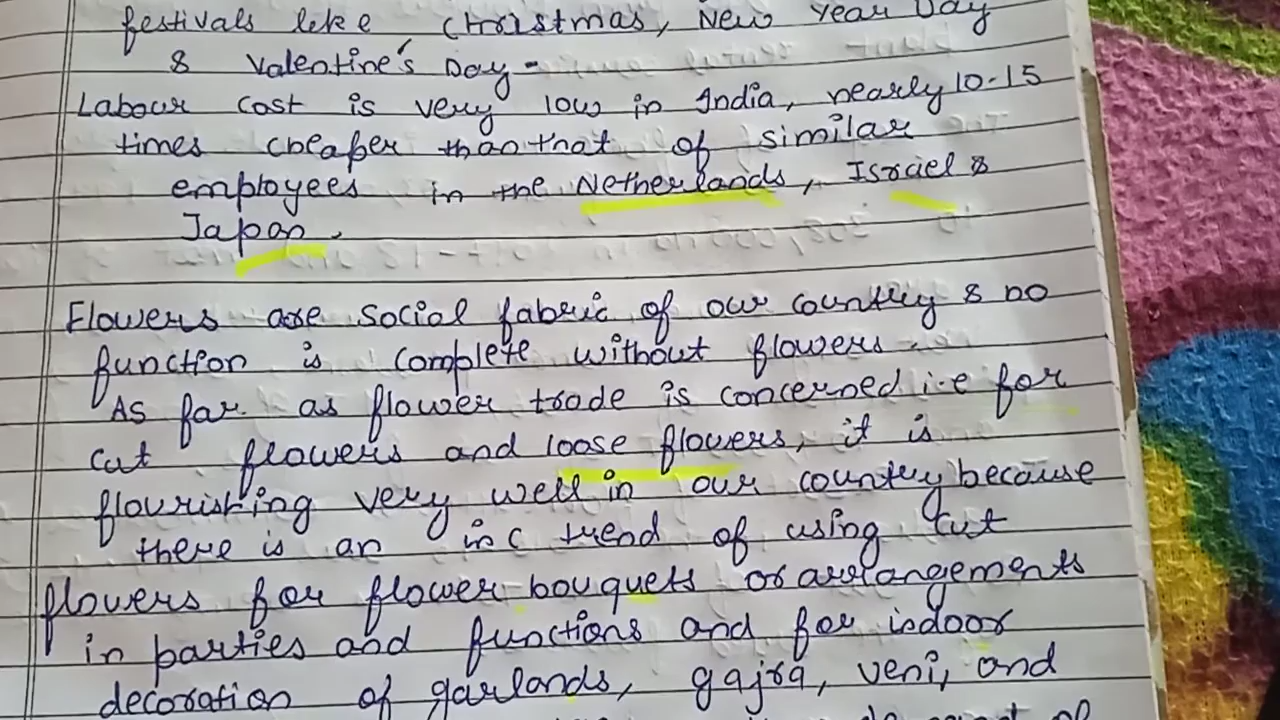 festivals like Christmas, New Year Day
& Valentine's Day -
Labour cost is very low in India, nearly 10-15
times cheaper than that of similar
employees in the Netherlands, Isrciel &
Japan.
Flowers are social fabric of our country & no
function is complete without flowers.
As far as flower trade is concerned i.e for
cut flowers and loose flowers, it is
flourishing very well in our country because
there is an inc trend of using cut
flowers for flower-bouquets or arrangements
in parties and functions and for indoor
decoration of garlands, gajra, veni, and